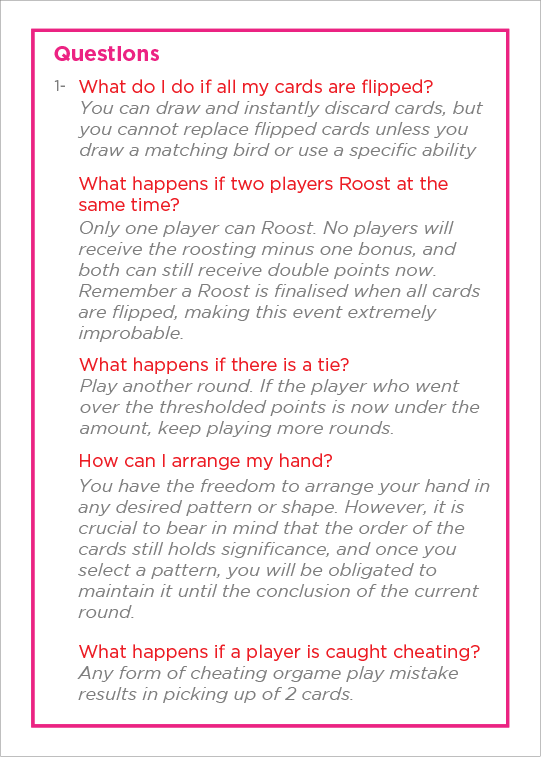 Questions
1- What do I do if all my cards are flipped?
You can draw and instantly discard cards, but
you cannot replace flipped cards unless you
draw a matching bird or use a specific ability
What happens if two players Roost at the
same time?
Only one player can Roost. No players will
receive the roosting minus one bonus, and
both can still receive double points now.
Remember a Roost is finalised when all cards
are flipped, making this event extremely
improbable.
What happens if there is a tie?
Play another round. If the player who went
over the thresholded points is now under the
amount, keep playing more rounds.
How can I arrange my hand?
You have the freedom to arrange your hand in
any desired pattern or shape. However, it is
crucial to bear in mind that the order of the
cards still holds significance, and once you
select a pattern, you will be obligated to
maintain it until the conclusion of the current
round.
What happens if a player is caught cheating?
Any form of cheating orgame play mistake
results in picking up of 2 cards.